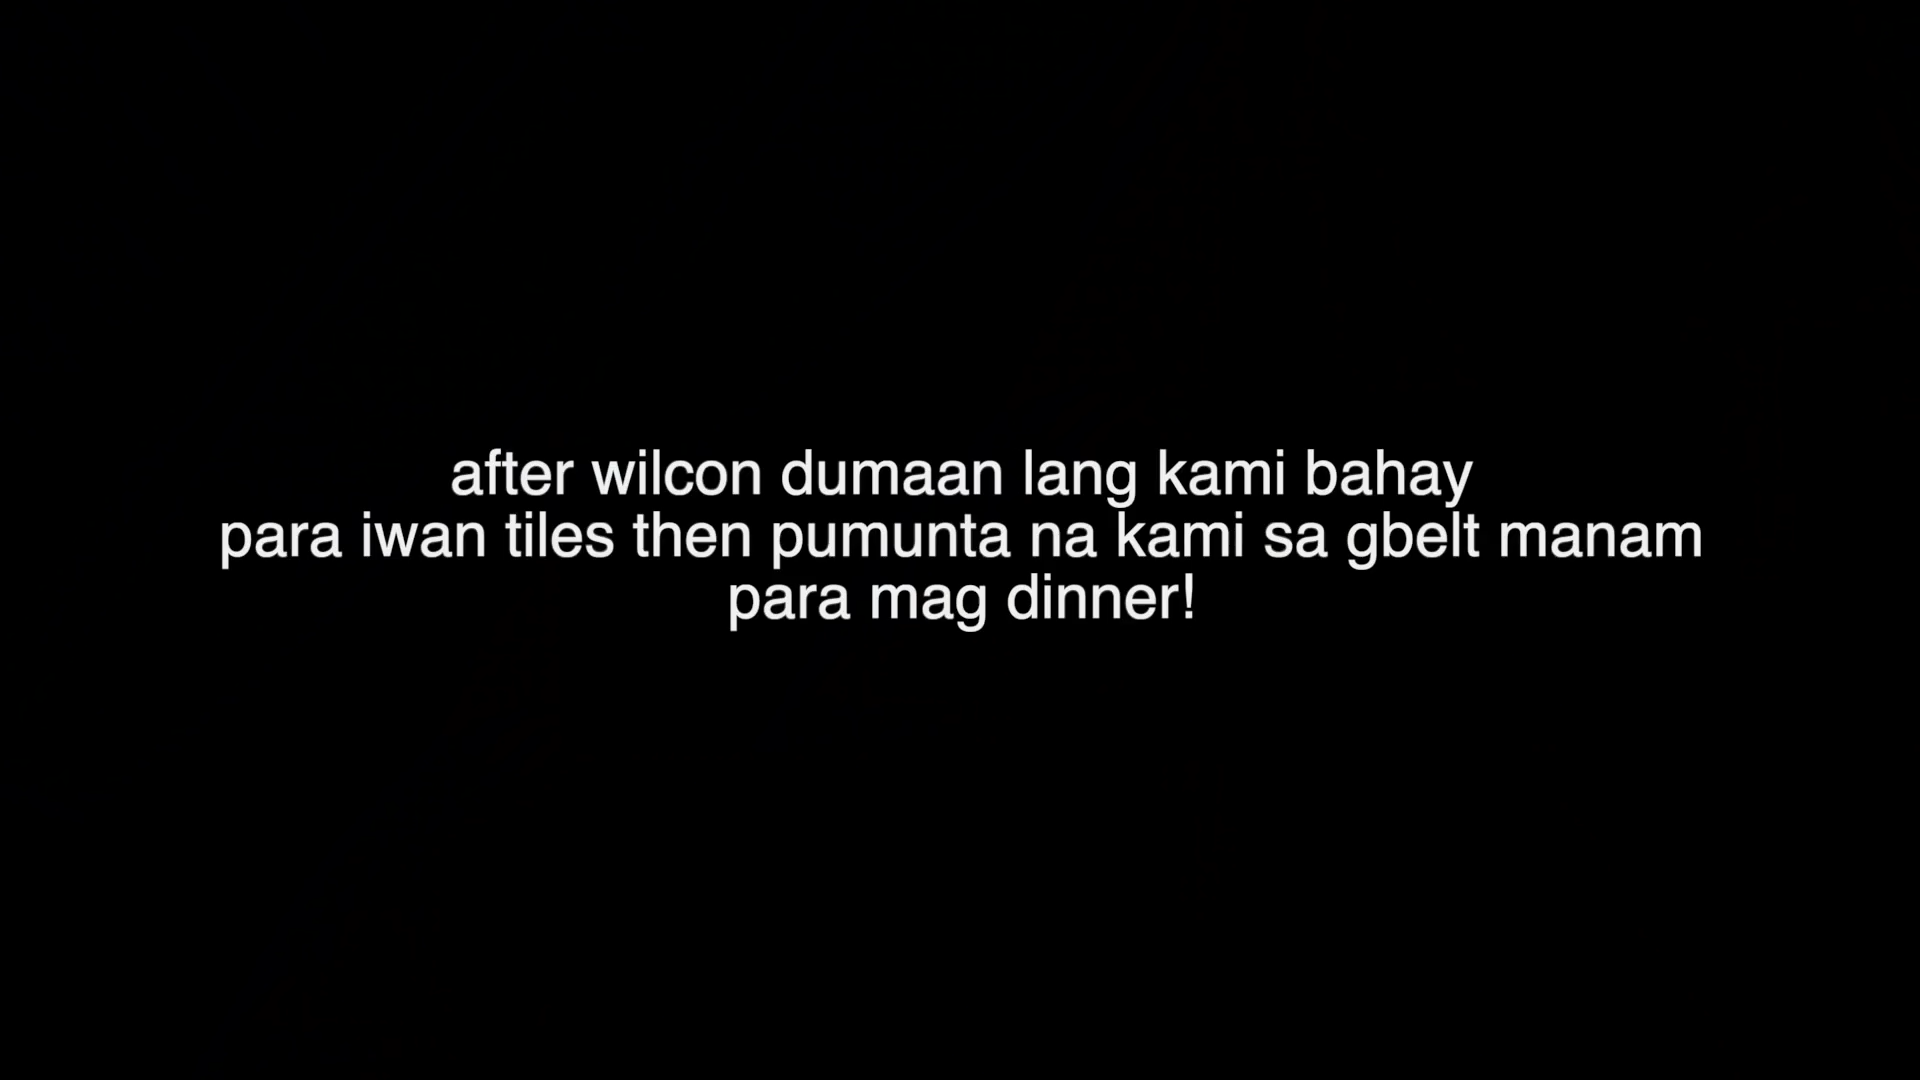 after wilcon dumaan lang kami bahay
para iwan tiles then pumunta na kami sa gbelt manam
para mag dinner!